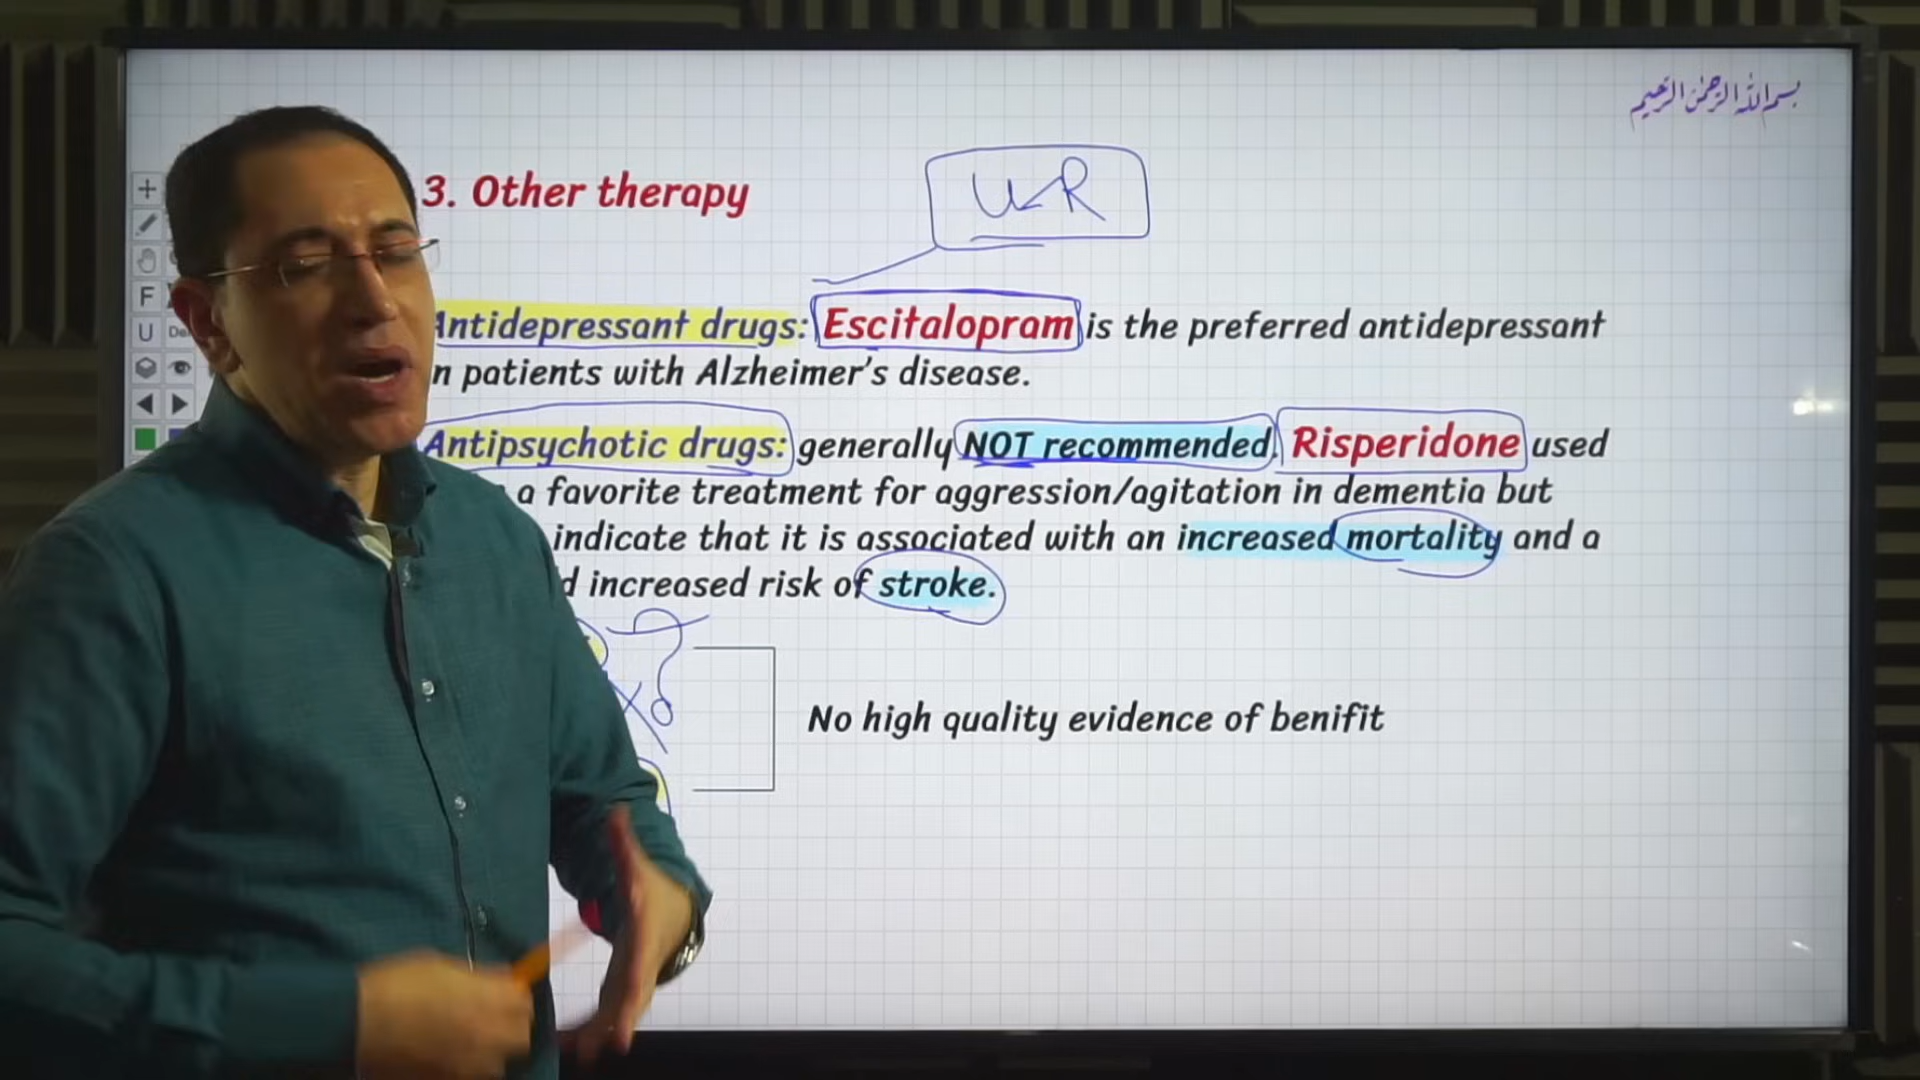 بسم الله الرحمن الرحيم
3. Other therapy
Antidepressant drugs: Escitalopram is the preferred antidepressant
n patients with Alzheimer's disease.
Antipsychotic drugs: generally NOT recommended. Risperidone used
a favorite treatment for aggression/agitation in dementia but
indicate that it is associated with an increased mortality and a
d increased risk of stroke.
No high quality evidence of benifit
F
U
De